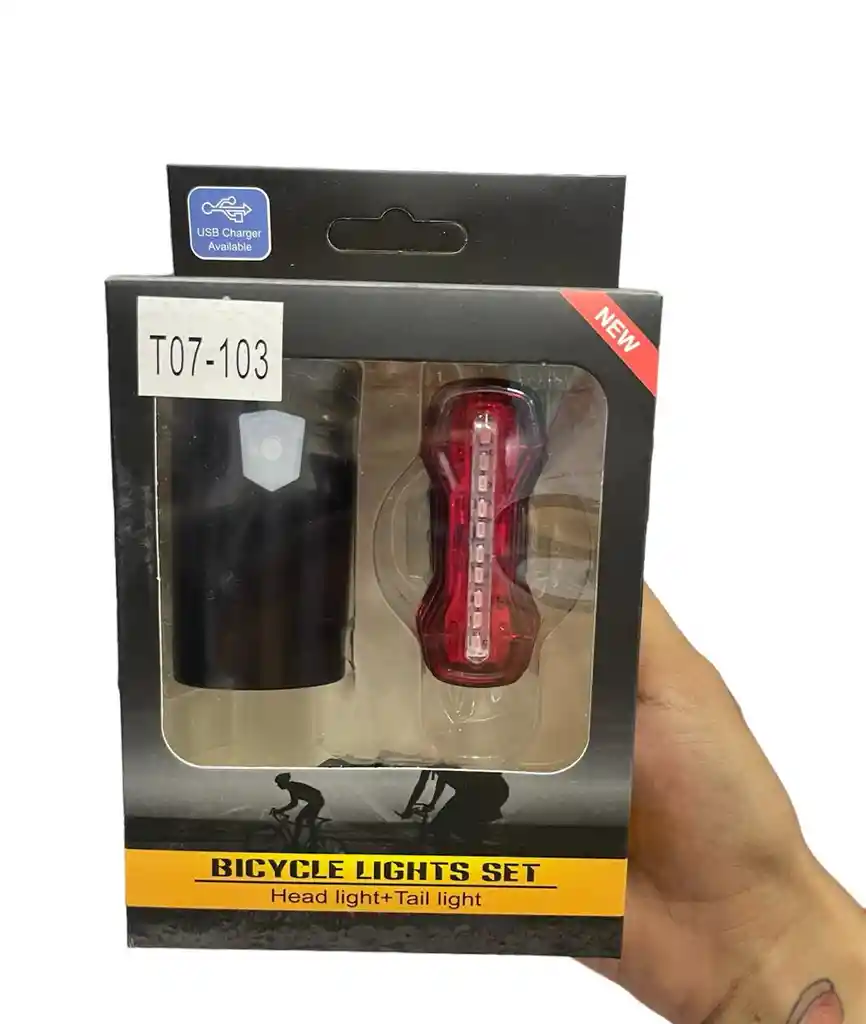 USB Charger
Available
NEW
T07-103
BICYCLE LIGHTS SET
Head light+Tail light